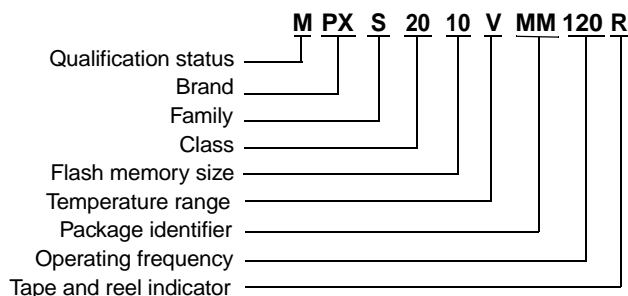 M PX S 20 10 V MM 120 R
Qualification status
Brand
Family
Class
Flash memory size
Temperature range
Package identifier
Operating frequency
Tape and reel indicator